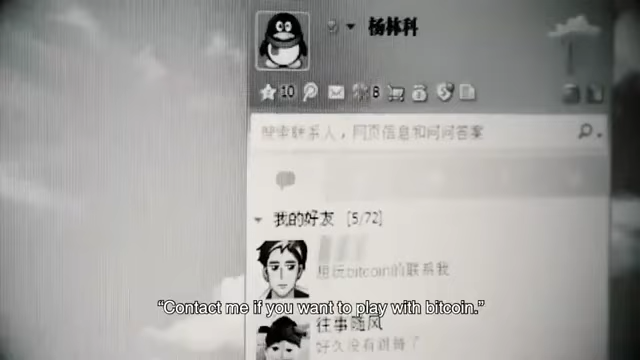 杨林科
10 8
搜索联系人，网页信息和问问答案
我的好友 [5/72]
想玩bitcoin的联系我
“Contact me if you want to play with bitcoin.”
往事随风
好久没有跳舞了